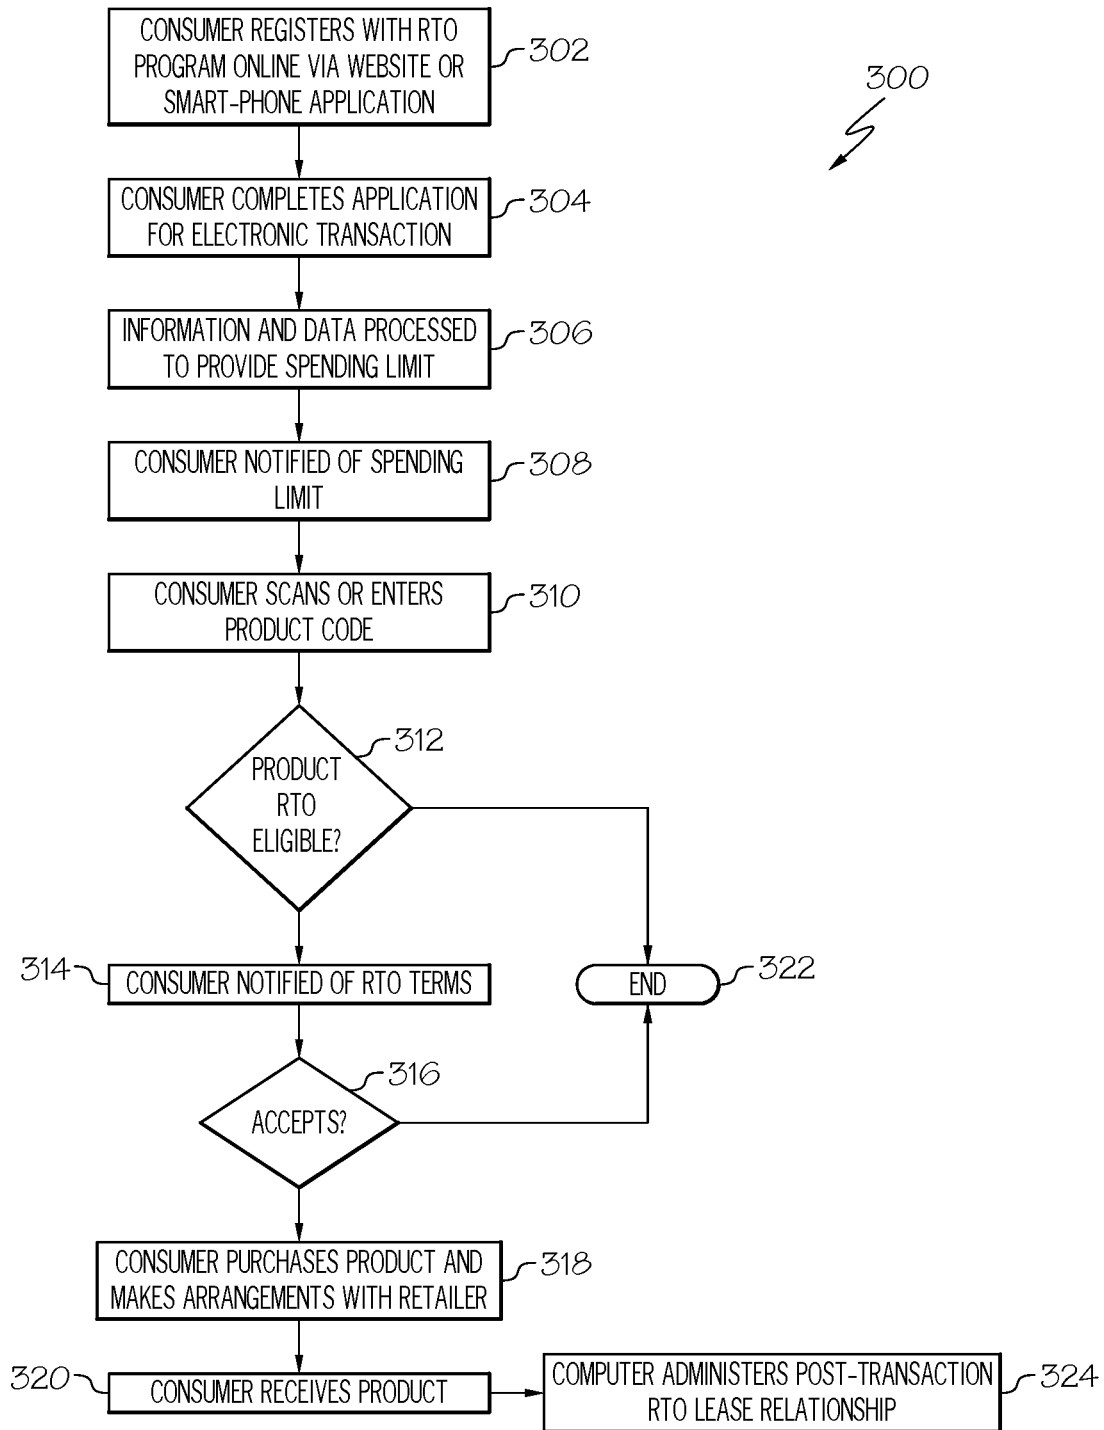 CONSUMER REGISTERS WITH RTO
PROGRAM ONLINE VIA WEBSITE OR
SMART-PHONE APPLICATION
302
300
CONSUMER COMPLETES APPLICATION
FOR ELECTRONIC TRANSACTION
304
INFORMATION AND DATA PROCESSED
TO PROVIDE SPENDING LIMIT
306
CONSUMER NOTIFIED OF SPENDING
LIMIT
308
CONSUMER SCANS OR ENTERS
PRODUCT CODE
310
312
PRODUCT
RTO
ELIGIBLE?
314
CONSUMER NOTIFIED OF RTO TERMS
END
322
316
ACCEPTS?
CONSUMER PURCHASES PRODUCT AND
MAKES ARRANGEMENTS WITH RETAILER
318
320
CONSUMER RECEIVES PRODUCT
COMPUTER ADMINISTERS POST-TRANSACTION
RTO LEASE RELATIONSHIP
324